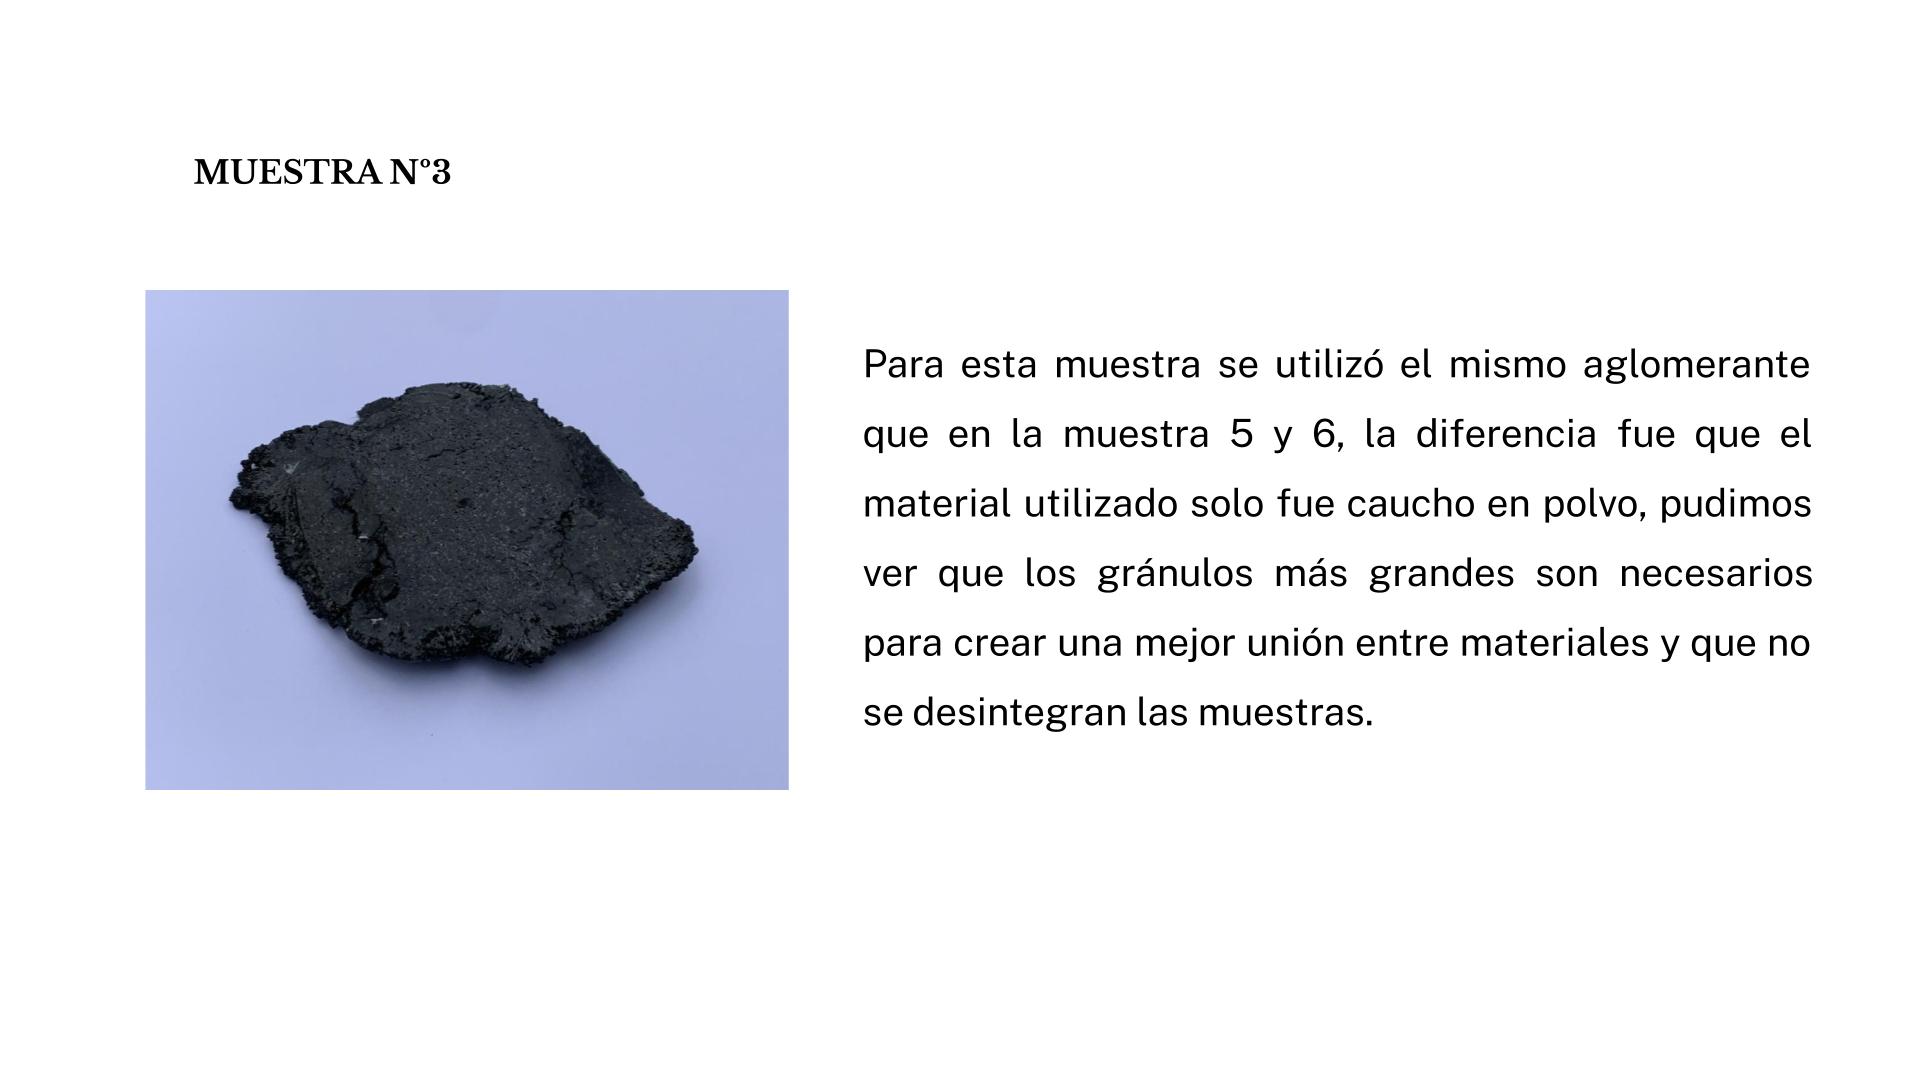 MUESTRA N°3
Para esta muestra se utilizó el mismo aglomerante
que en la muestra 5 y 6, la diferencia fue que el
material utilizado solo fue caucho en polvo, pudimos
ver que los gránulos más grandes son necesarios
para crear una mejor unión entre materiales y que no
se desintegran las muestras.